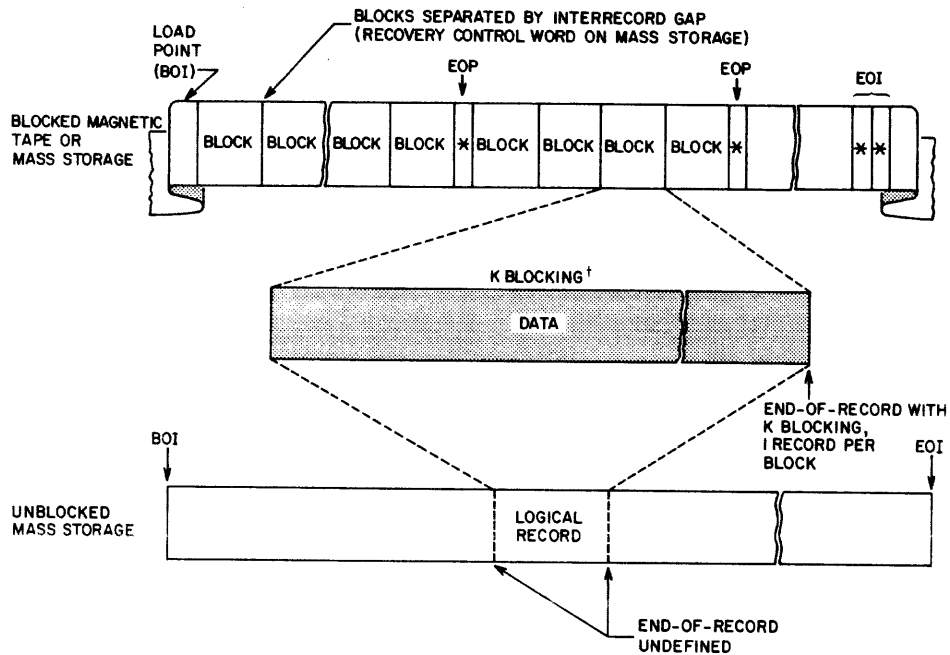 BLOCKS SEPARATED BY INTERRECORD GAP
(RECOVERY CONTROL WORD ON MASS STORAGE)
LOAD
POINT
(BOI)
EOP
EOP
EOI
BLOCKED MAGNETIC
TAPE OR
MASS STORAGE
BLOCK BLOCK BLOCK BLOCK * BLOCK BLOCK BLOCK BLOCK * * *
K BLOCKING†
DATA
END-OF-RECORD WITH
K BLOCKING,
1 RECORD PER
BLOCK
BOI
EOI
UNBLOCKED
MASS STORAGE
LOGICAL
RECORD
END-OF-RECORD
UNDEFINED